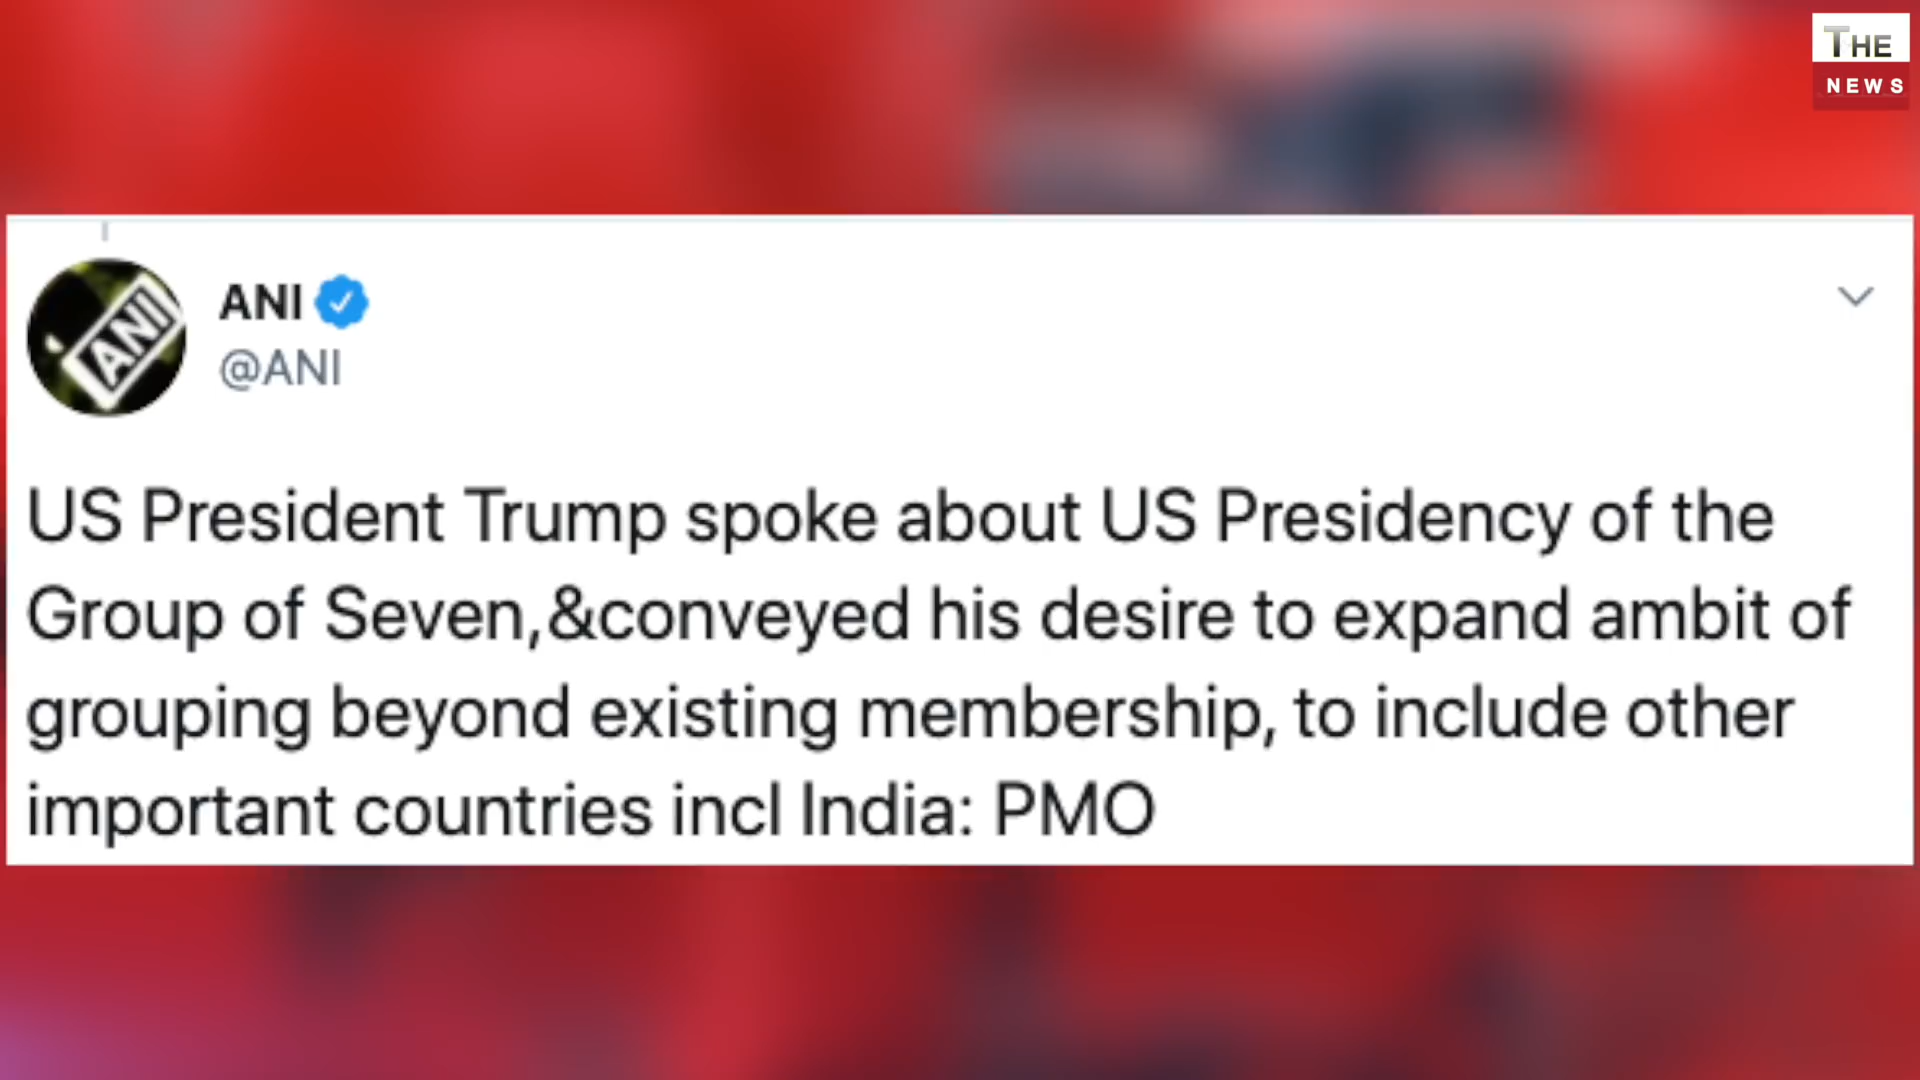 THE
NEWS
ANI
ANI
@ANI
US President Trump spoke about US Presidency of the
Group of Seven,&conveyed his desire to expand ambit of
grouping beyond existing membership, to include other
important countries incl India: PMO